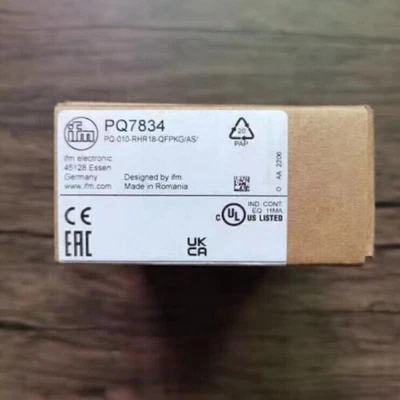 ifm
PQ7834
PQ-010-RHR18-QFPKG/AS/
ifm electronic
45128 Essen
Germany
www.ifm.com
Designed by ifm
Made in Romania
20
PAP
O AA 2206
CE
EAC
UK
CA
C UL US LISTED
IND. CONT.
EQ. 11MA